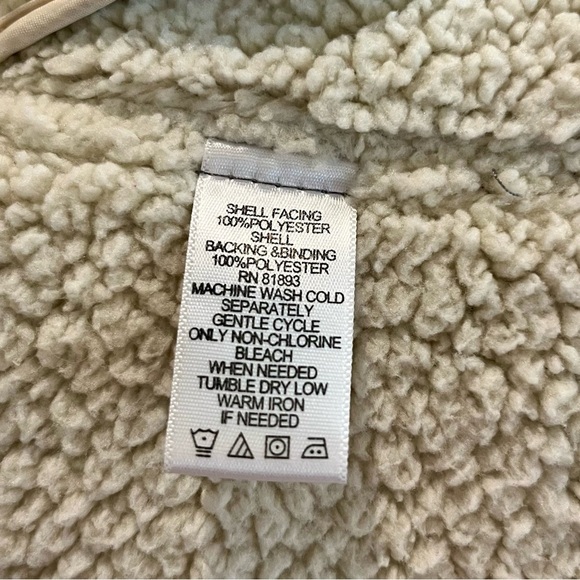 SHELL FACING
100%POLYESTER
SHELL
BACKING &BINDING
100%POLYESTER
RN 81893
MACHINE WASH COLD
SEPARATELY
GENTLE CYCLE
ONLY NON-CHLORINE
BLEACH
WHEN NEEDED
TUMBLE DRY LOW
WARM IRON
IF NEEDED